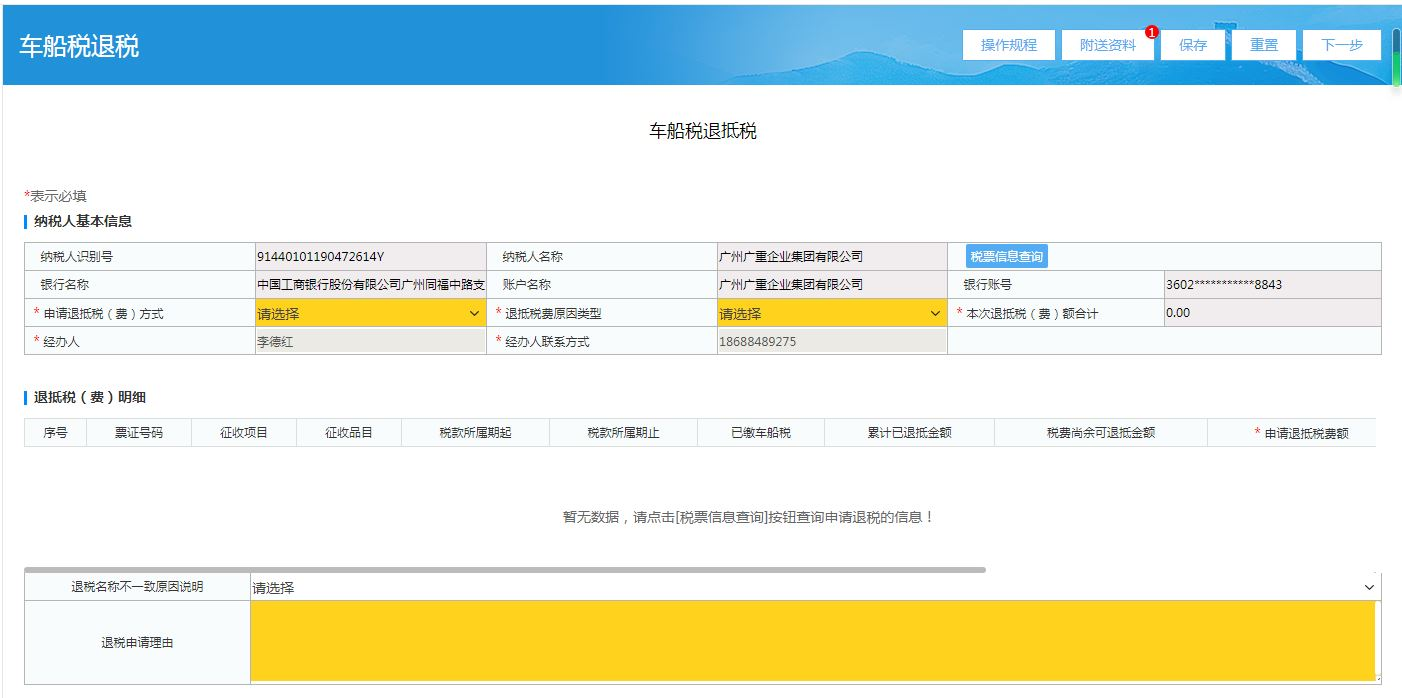 车船税退税
操作规程 附送资料 1 保存 重置 下一步
车船税退抵税
*表示必填
纳税人基本信息
纳税人识别号 91440101190472614Y 纳税人名称 广州广重企业集团有限公司 税票信息查询
银行名称 中国工商银行股份有限公司广州同福中路支 账户名称 广州广重企业集团有限公司 银行账号 3602***********8843
* 申请退抵税（费）方式 请选择 * 退抵税费原因类型 请选择 * 本次退抵税（费）额合计 0.00
* 经办人 李德红 * 经办人联系方式 18688489275
退抵税（费）明细
序号 票证号码 征收项目 征收品目 税款所属期起 税款所属期止 已缴车船税 累计已退抵金额 税费尚余可退抵金额 * 申请退抵税费额
暂无数据，请点击[税票信息查询]按钮查询申请退税的信息！
退税名称不一致原因说明 请选择
退税申请理由